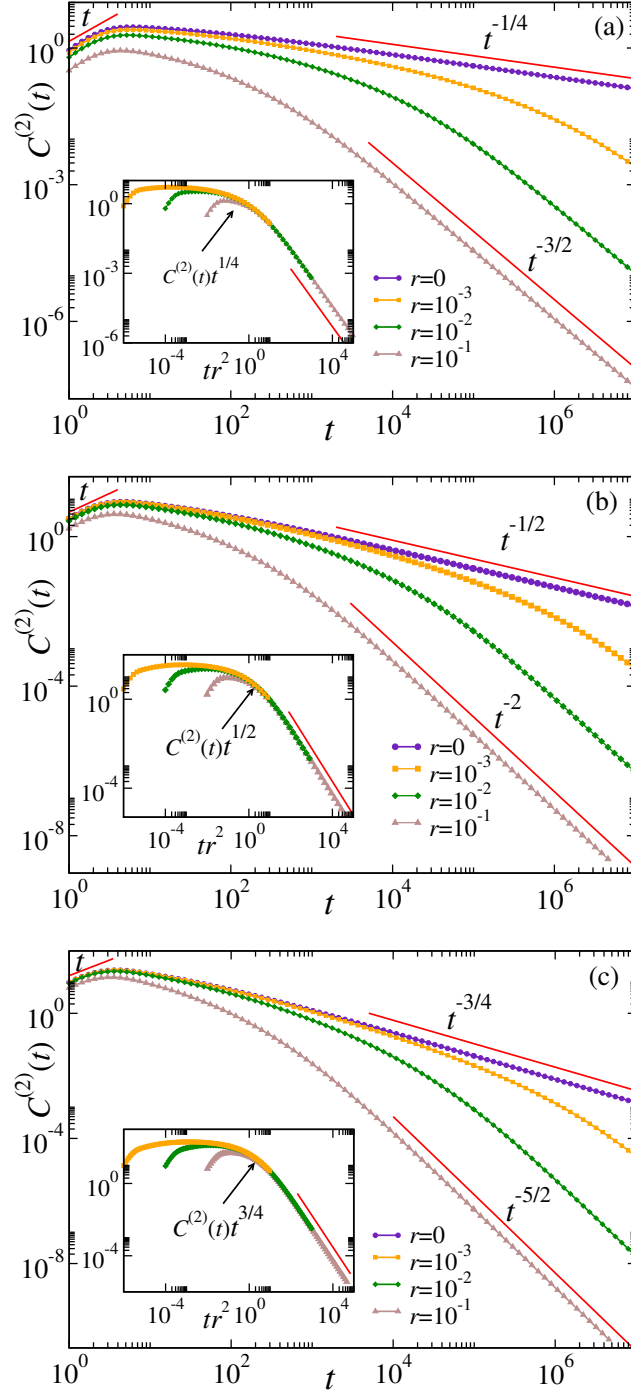 t
t^{-1/4}
(a)
10^0
C^{(2)}(t)
10^0
t^{-3/2}
10^{-3}
C^{(2)}(t)t^{1/4}
10^{-3}
r=0
r=10^{-3}
r=10^{-2}
r=10^{-1}
10^{-6}
10^{-6}
10^{-4} 10^0 10^4
tr^2
10^0 10^2 10^4 10^6
t
t
t^{-1/2}
(b)
10^0
C^{(2)}(t)
10^{-4}
10^0
t^{-2}
C^{(2)}(t)t^{1/2}
r=0
r=10^{-3}
r=10^{-2}
r=10^{-1}
10^{-4}
10^{-8}
10^{-4} 10^0 10^4
tr^2
10^0 10^2 10^4 10^6
t
t
t^{-3/4}
(c)
10^0
C^{(2)}(t)
10^{-4}
10^0
t^{-5/2}
C^{(2)}(t)t^{3/4}
r=0
r=10^{-3}
r=10^{-2}
r=10^{-1}
10^{-4}
10^{-8}
10^{-4} 10^0 10^4
tr^2
10^0 10^2 10^4 10^6
t